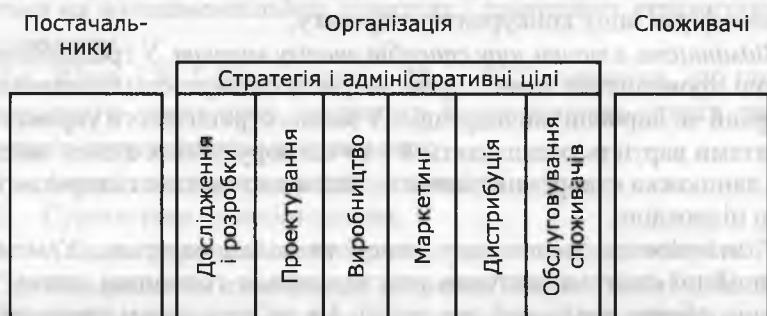 Постачаль-
ники
Організація
Споживачі
Стратегія і адміністративні цілі
Дослідження
і розробки
Проектування
Виробництво
Маркетинг
Дистрибуція
Обслуговування
споживачів